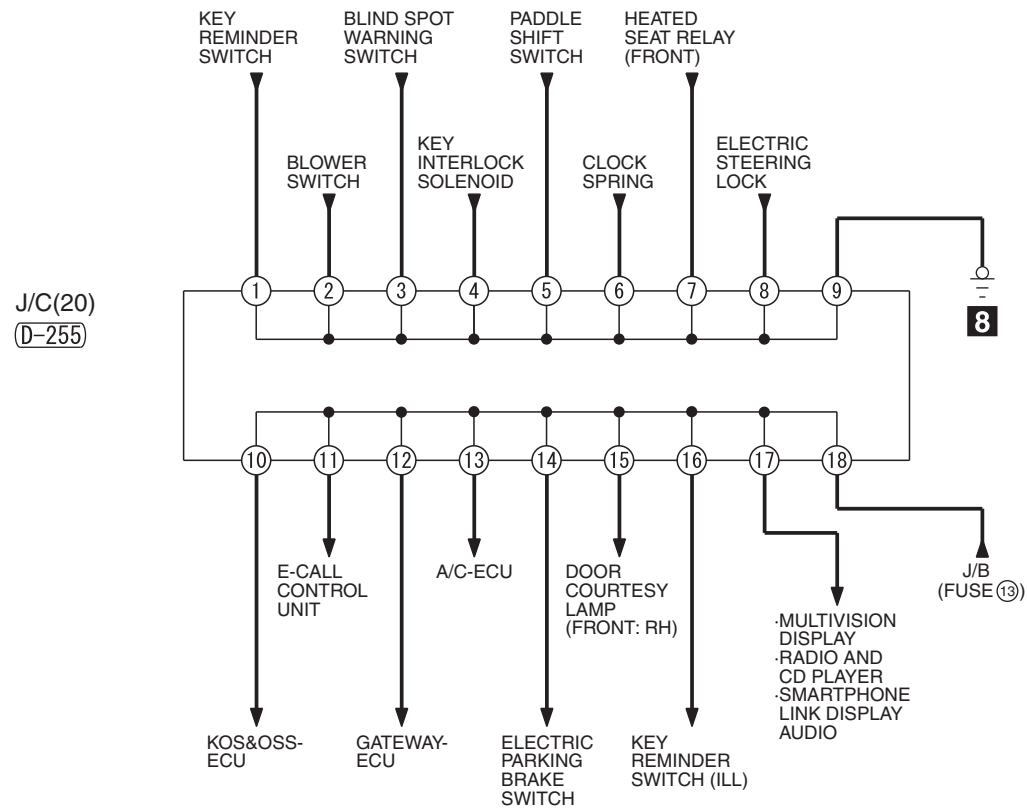 KEY
REMINDER
SWITCH
BLIND SPOT
WARNING
SWITCH
PADDLE
SHIFT
SWITCH
HEATED
SEAT RELAY
(FRONT)
BLOWER
SWITCH
KEY
INTERLOCK
SOLENOID
CLOCK
SPRING
ELECTRIC
STEERING
LOCK
1 2 3 4 5 6 7 8 9
J/C(20)
D-255
8
10 11 12 13 14 15 16 17 18
E-CALL
CONTROL
UNIT
A/C-ECU
DOOR
COURTESY
LAMP
(FRONT: RH)
·MULTIVISION
DISPLAY
·RADIO AND
CD PLAYER
·SMARTPHONE
LINK DISPLAY
AUDIO
J/B
(FUSE 13)
KOS&OSS-
ECU
GATEWAY-
ECU
ELECTRIC
PARKING
BRAKE
SWITCH
KEY
REMINDER
SWITCH (ILL)